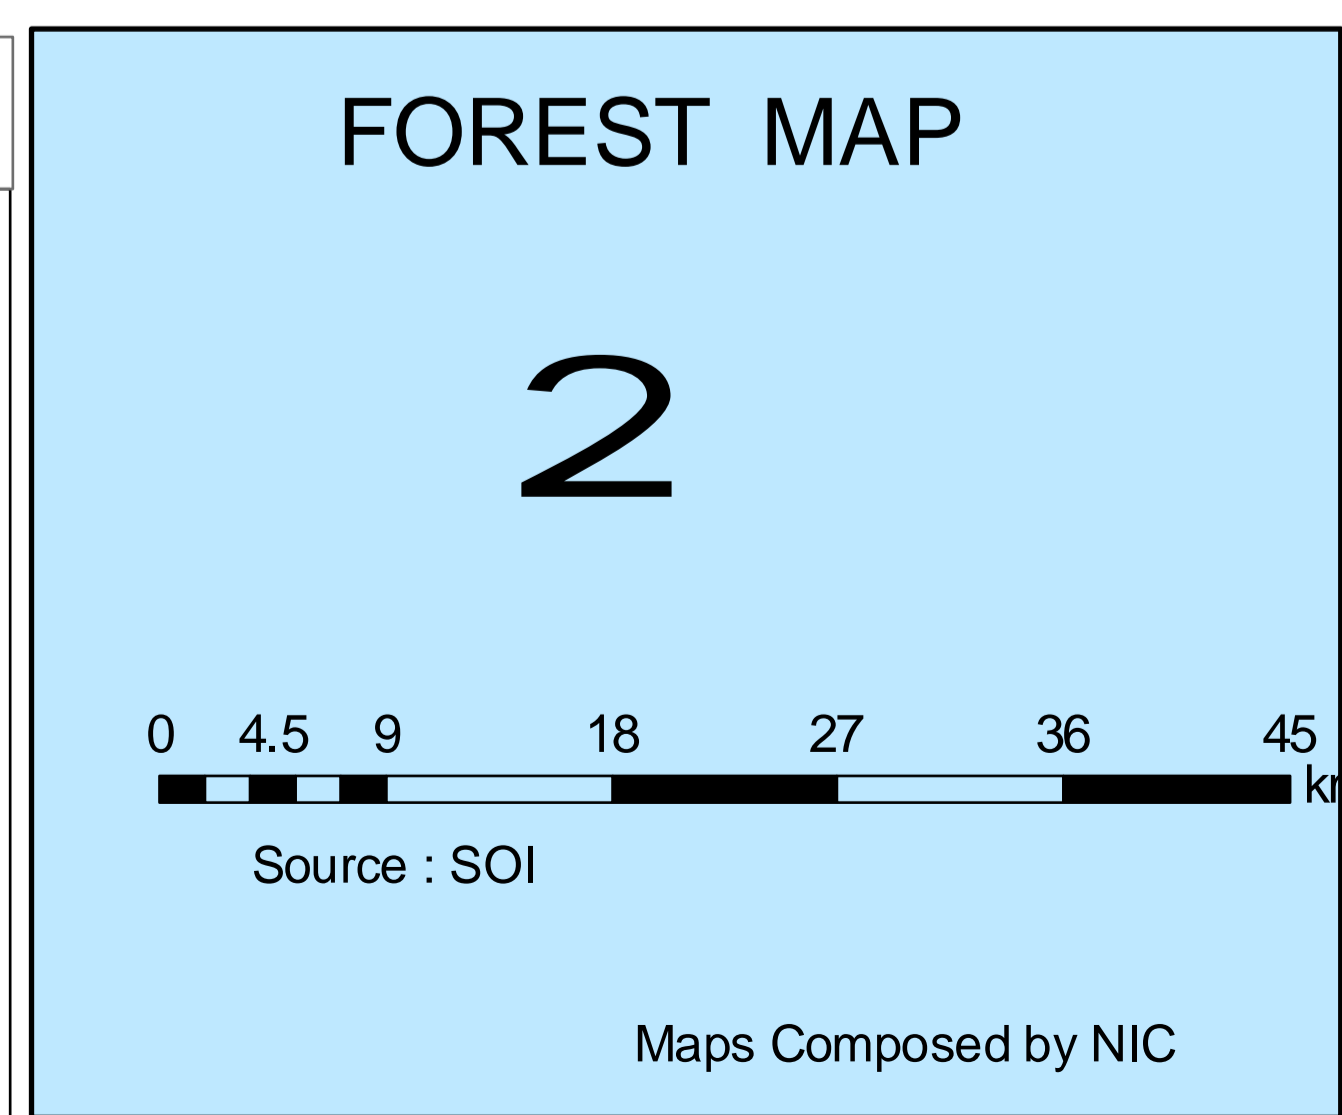 FOREST MAP
2
0 4.5 9 18 27 36 45
Source : SOI
Maps Composed by NIC